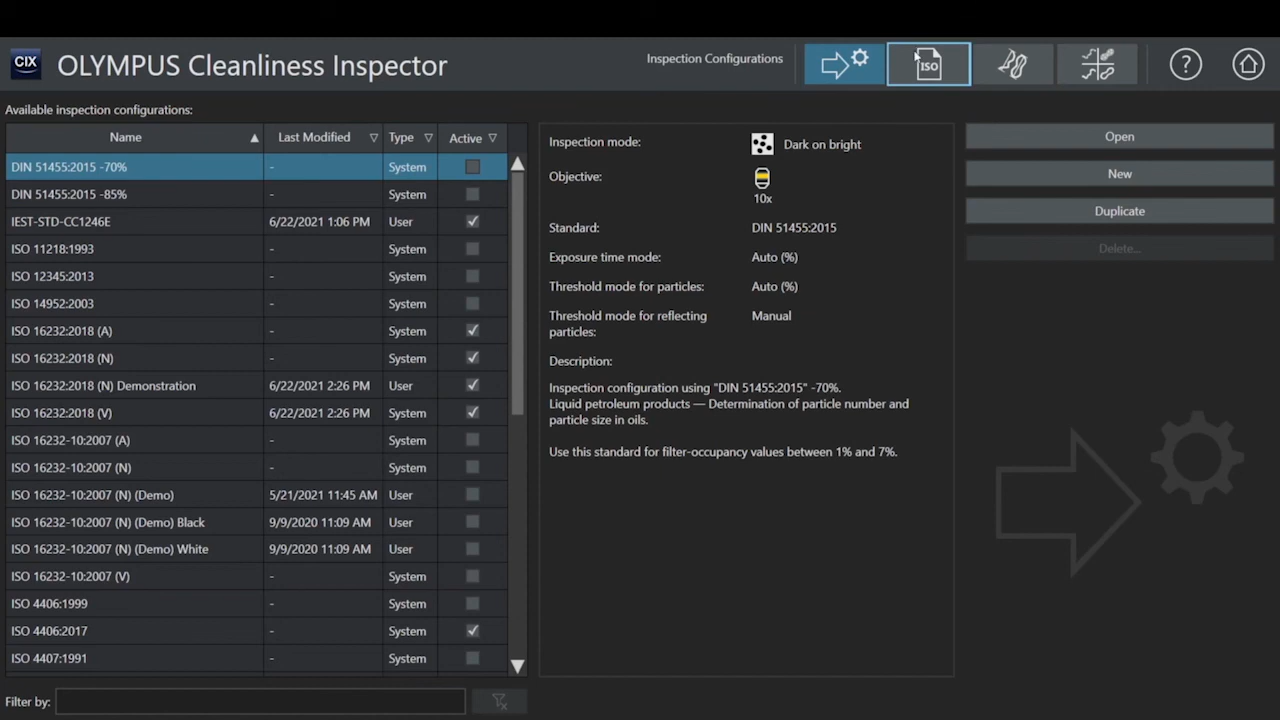 CIX
OLYMPUS Cleanliness Inspector
Inspection Configurations
ISO
?
Available inspection configurations:
Name Last Modified Type Active
DIN 51455:2015 -70% - System
DIN 51455:2015 -85% - System
IEST-STD-CC1246E 6/22/2021 1:06 PM User
ISO 11218:1993 - System
ISO 12345:2013 - System
ISO 14952:2003 - System
ISO 16232:2018 (A) - System
ISO 16232:2018 (N) - System
ISO 16232:2018 (N) Demonstration 6/22/2021 2:26 PM User
ISO 16232:2018 (V) 6/22/2021 2:26 PM System
ISO 16232-10:2007 (A) - System
ISO 16232-10:2007 (N) - System
ISO 16232-10:2007 (N) (Demo) 5/21/2021 11:45 AM User
ISO 16232-10:2007 (N) (Demo) Black 9/9/2020 11:09 AM User
ISO 16232-10:2007 (N) (Demo) White 9/9/2020 11:09 AM User
ISO 16232-10:2007 (V) - System
ISO 4406:1999 - System
ISO 4406:2017 - System
ISO 4407:1991 - System
Filter by:
Inspection mode: Dark on bright
Objective:
10x
Standard: DIN 51455:2015
Exposure time mode: Auto (%)
Threshold mode for particles: Auto (%)
Threshold mode for reflecting Manual
particles:
Description:
Inspection configuration using "DIN 51455:2015" -70%.
Liquid petroleum products — Determination of particle number and
particle size in oils.
Use this standard for filter-occupancy values between 1% and 7%.
Open
New
Duplicate
Delete...